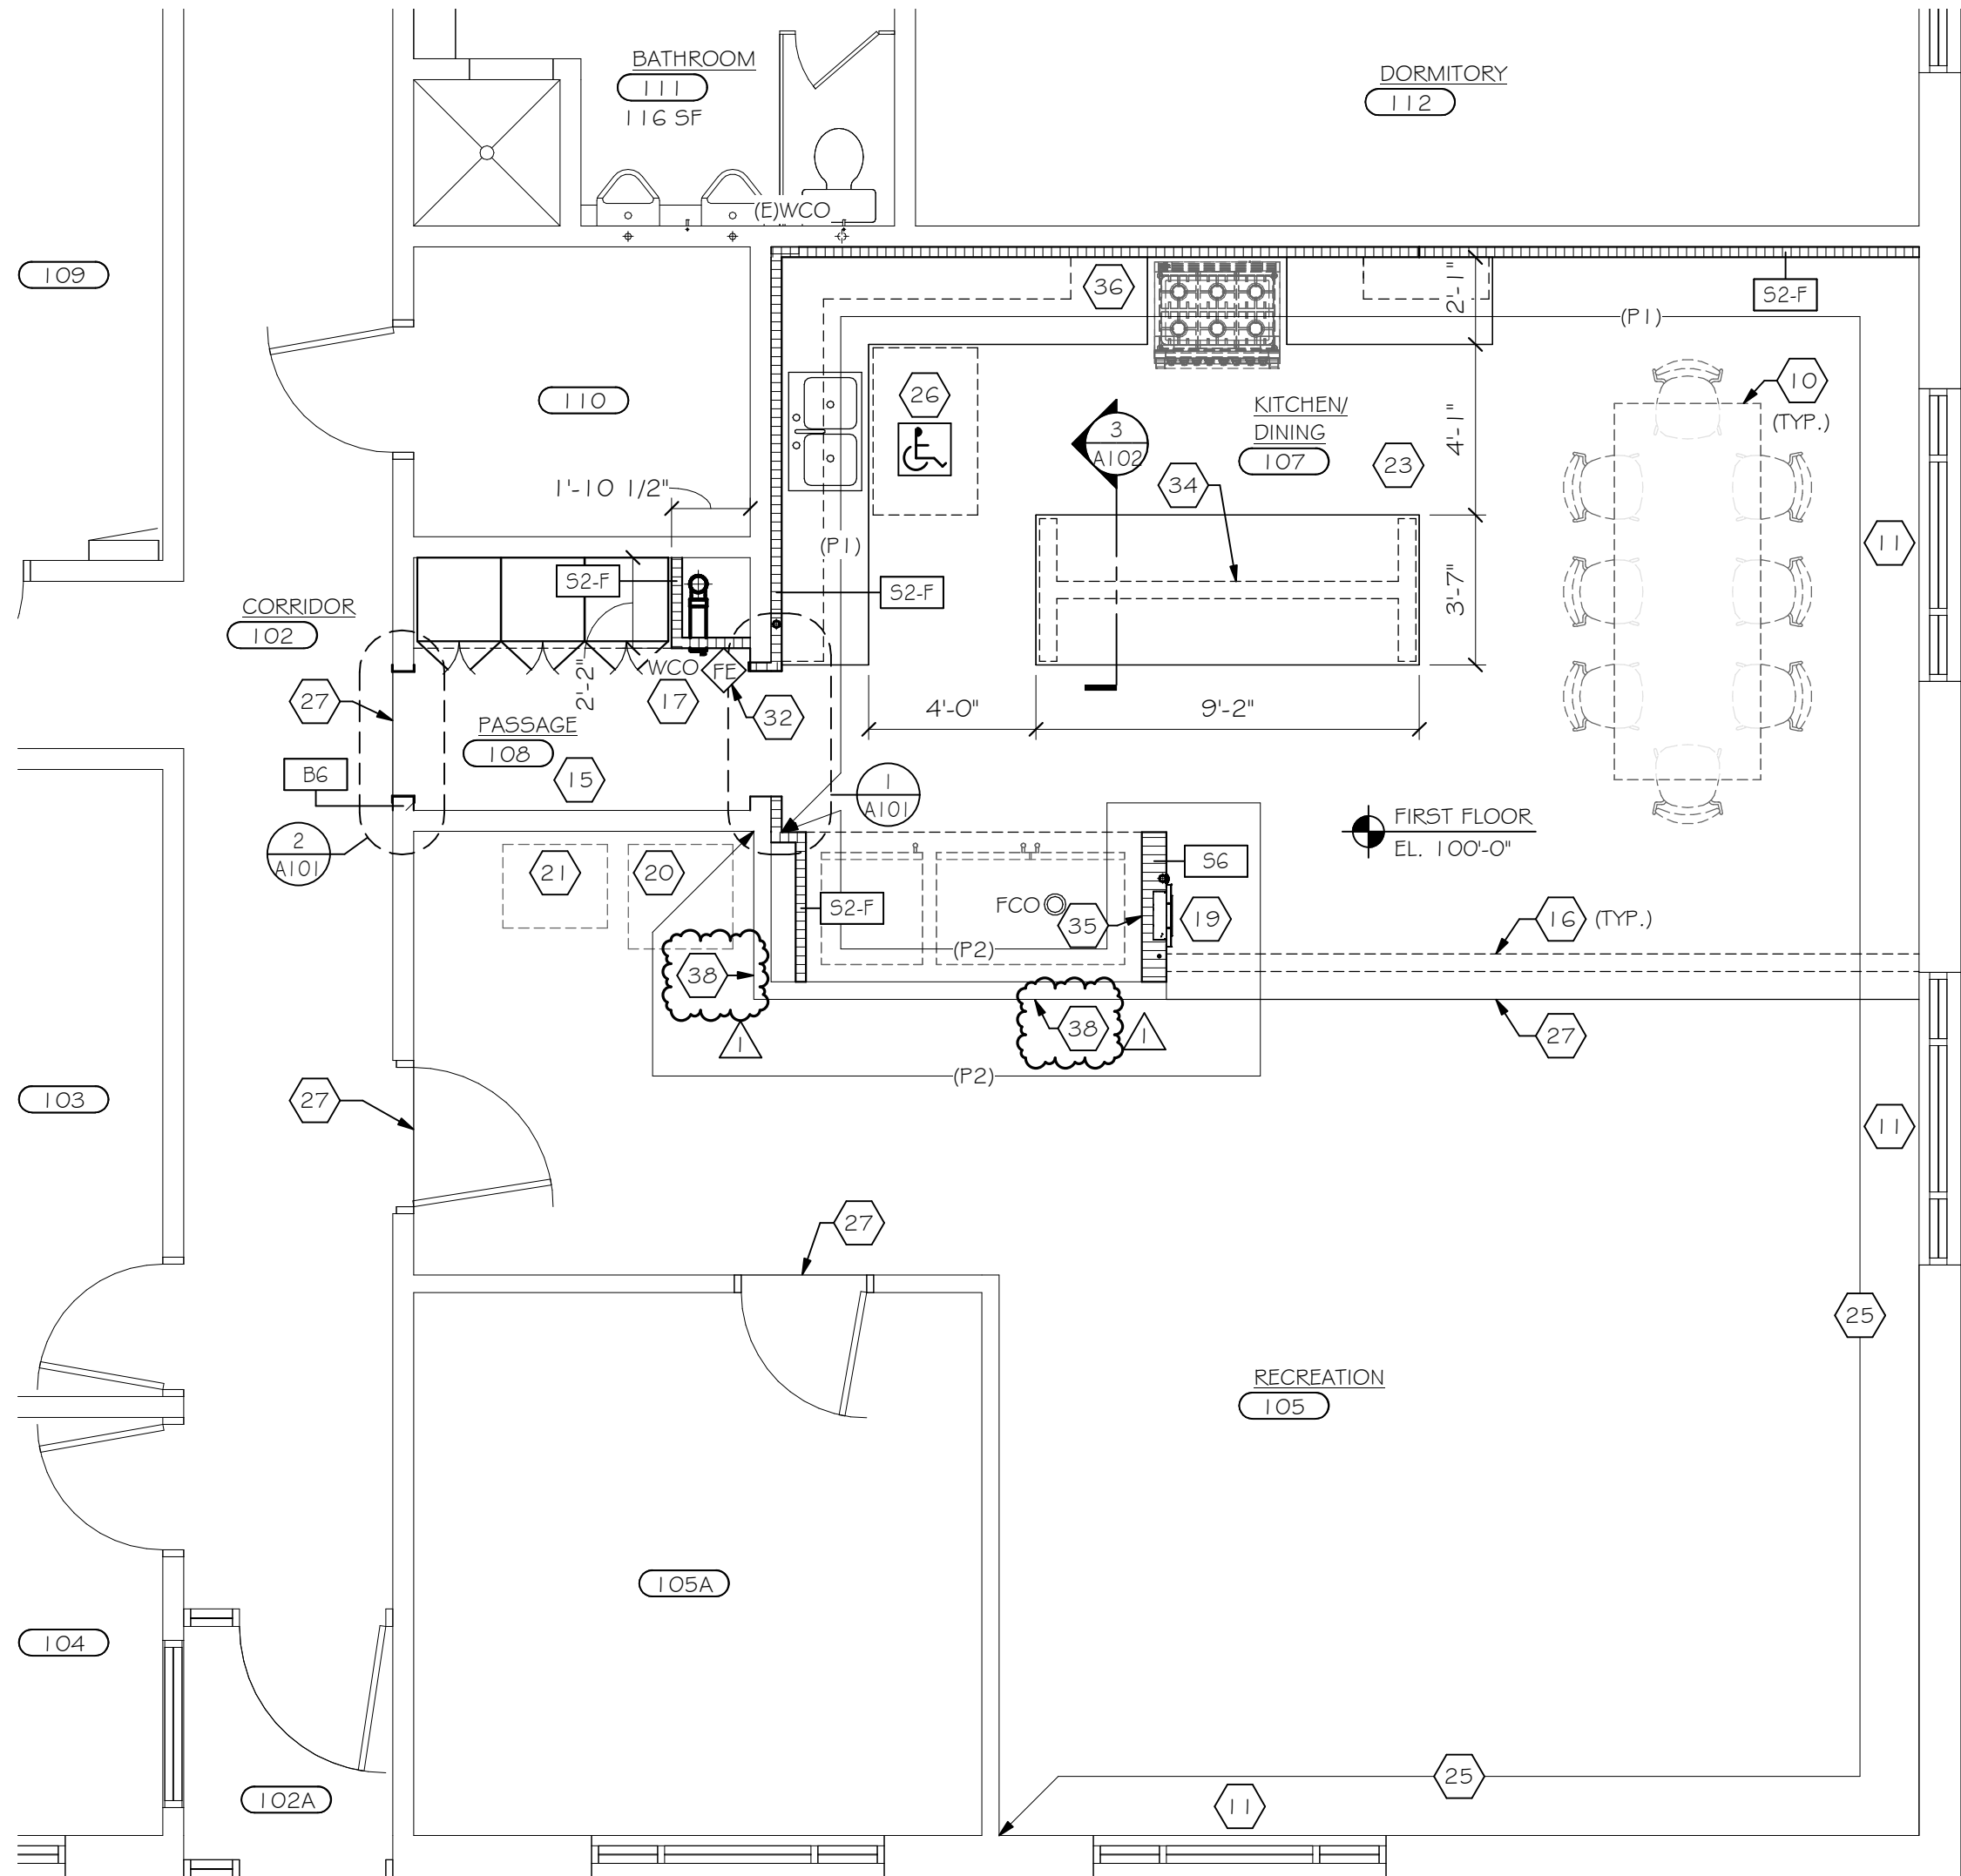 BATHROOM
111
116 SF
DORMITORY
112
(E)WCO
109
36
2'-1"
S2-F
(P1)
110
26
KITCHEN/
DINING
107
3
A102
23
4'-1"
10
(TYP.)
1'-10 1/2"
34
(P1)
11
S2-F
S2-F
3'-7"
CORRIDOR
102
2'-2"
WCO
FE
17
32
27
4'-0"
9'-2"
PASSAGE
108
B6
15
1
A101
2
A101
FIRST FLOOR
EL. 100'-0"
21
20
S2-F
S6
FCO
35
19
16
(TYP.)
(P2)
38
1
38
1
27
(P2)
103
27
11
27
25
RECREATION
105
105A
104
102A
25
11